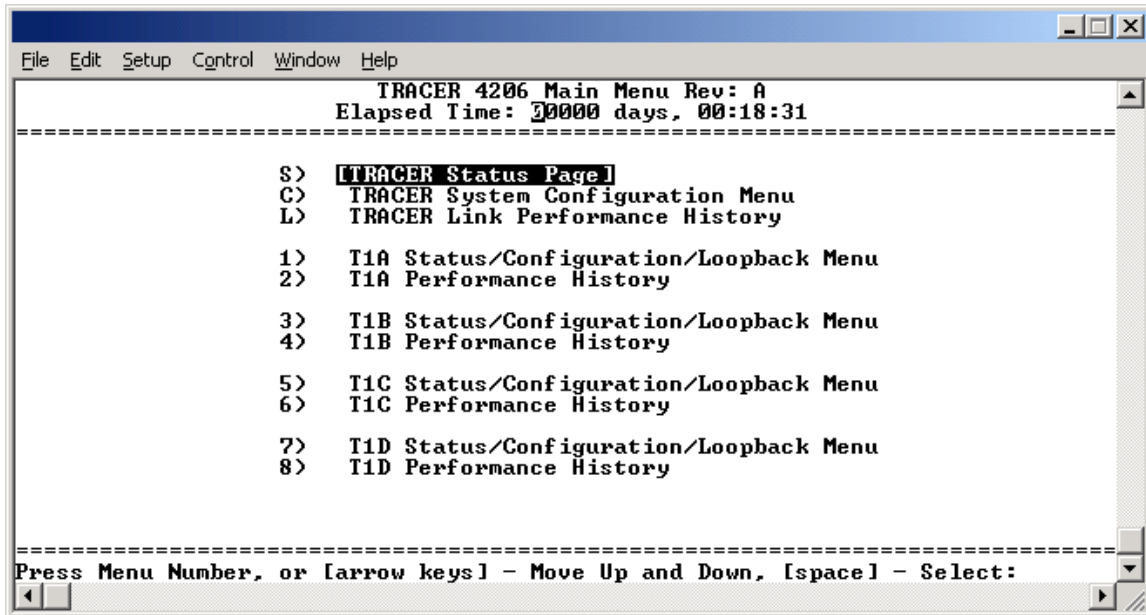 File Edit Setup Control Window Help
TRACER 4206 Main Menu Rev: A
Elapsed Time: 00000 days, 00:18:31
================================================================================
S) [TRACER Status Page]
C) TRACER System Configuration Menu
L) TRACER Link Performance History
1) T1A Status/Configuration/Loopback Menu
2) T1A Performance History
3) T1B Status/Configuration/Loopback Menu
4) T1B Performance History
5) T1C Status/Configuration/Loopback Menu
6) T1C Performance History
7) T1D Status/Configuration/Loopback Menu
8) T1D Performance History
================================================================================
Press Menu Number, or [arrow keys] - Move Up and Down, [space] - Select: